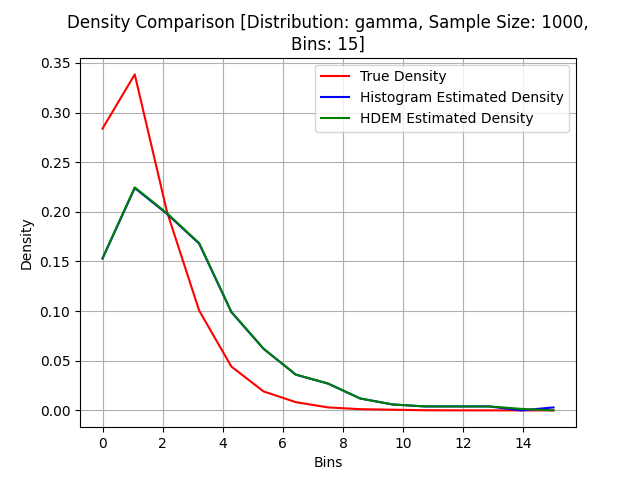 Density Comparison [Distribution: gamma, Sample Size: 1000,
Bins: 15]
True Density
Histogram Estimated Density
HDEM Estimated Density
Density
0.35
0.30
0.25
0.20
0.15
0.10
0.05
0.00
0 2 4 6 8 10 12 14
Bins